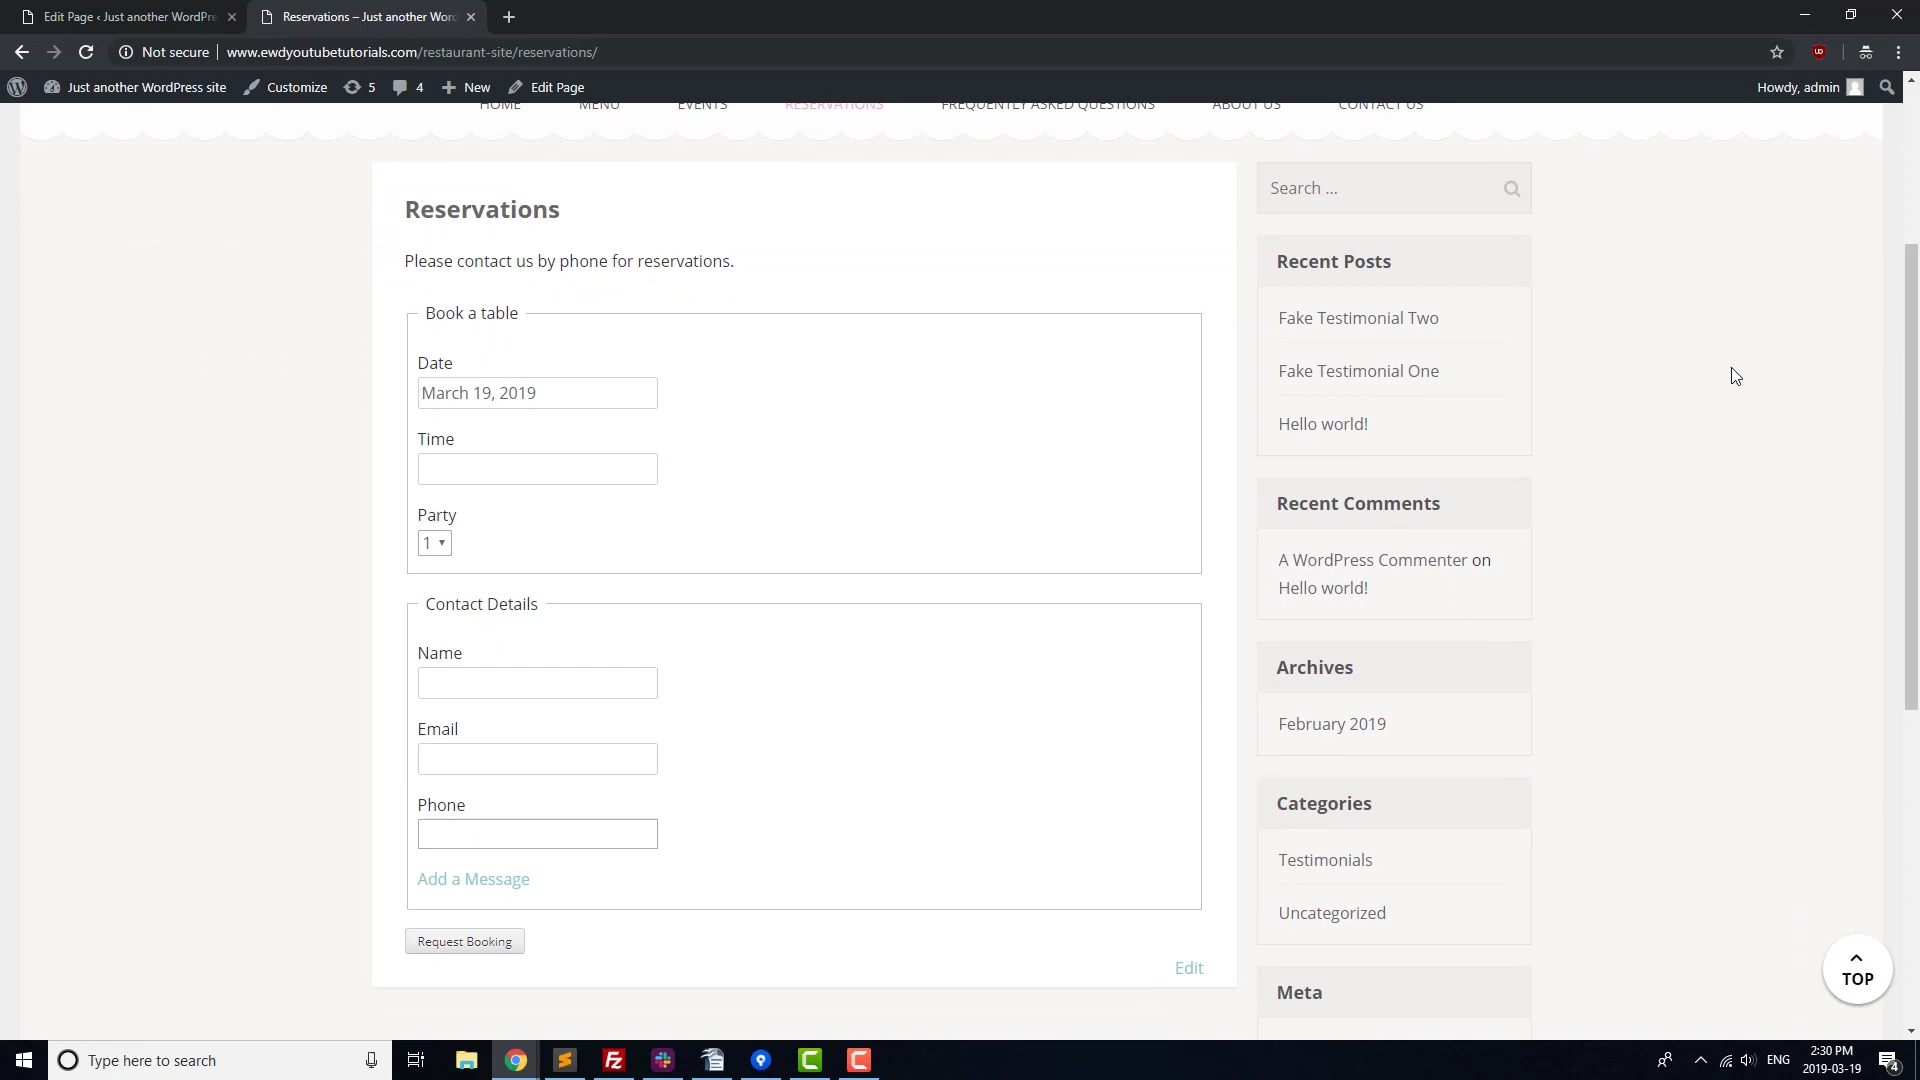 Edit Page ‹ Just another WordPre
Reservations – Just another Word
Not secure
www.ewdyoutubetutorials.com/restaurant-site/reservations/
Just another WordPress site
Customize
5
4
New
Edit Page
Howdy, admin
HOME
MENU
EVENTS
RESERVATIONS
FREQUENTLY ASKED QUESTIONS
ABOUT US
CONTACT US
Reservations
Please contact us by phone for reservations.
Book a table
Date
March 19, 2019
Time
Party
1
Contact Details
Name
Email
Phone
Add a Message
Request Booking
Edit
Search ...
Recent Posts
Fake Testimonial Two
Fake Testimonial One
Hello world!
Recent Comments
A WordPress Commenter on
Hello world!
Archives
February 2019
Categories
Testimonials
Uncategorized
Meta
TOP
Type here to search
ENG
2:30 PM
2019-03-19
4